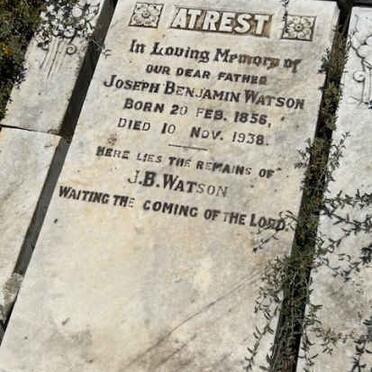 AT REST
In Loving Memory of
OUR DEAR FATHER
JOSEPH BENJAMIN WATSON
BORN 20 FEB. 1856,
DIED 10 NOV. 1938.
HERE LIES THE REMAINS OF
J.B. WATSON
WAITING THE COMING OF THE LORD.